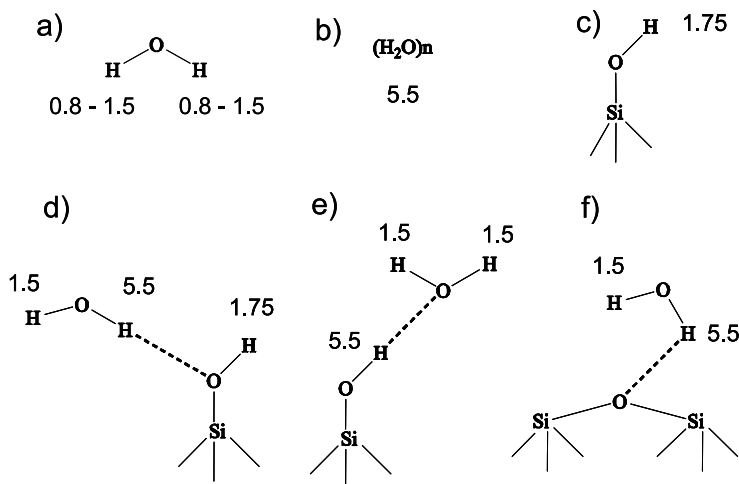 a)
O
H H
0.8 - 1.5 0.8 - 1.5
b)
(H₂O)n
5.5
c)
H 1.75
O
Si
d)
1.5 5.5
H O H
1.75
H
O
Si
e)
1.5 1.5
H H
O
5.5 H
O
Si
f)
1.5
H O
H 5.5
O
Si Si